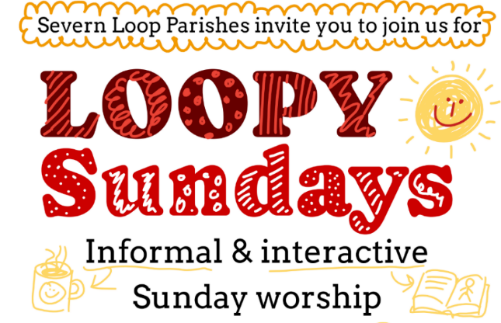 Severn Loop Parishes invite you to join us for
LOOPY
Sundays
Informal & interactive
Sunday worship